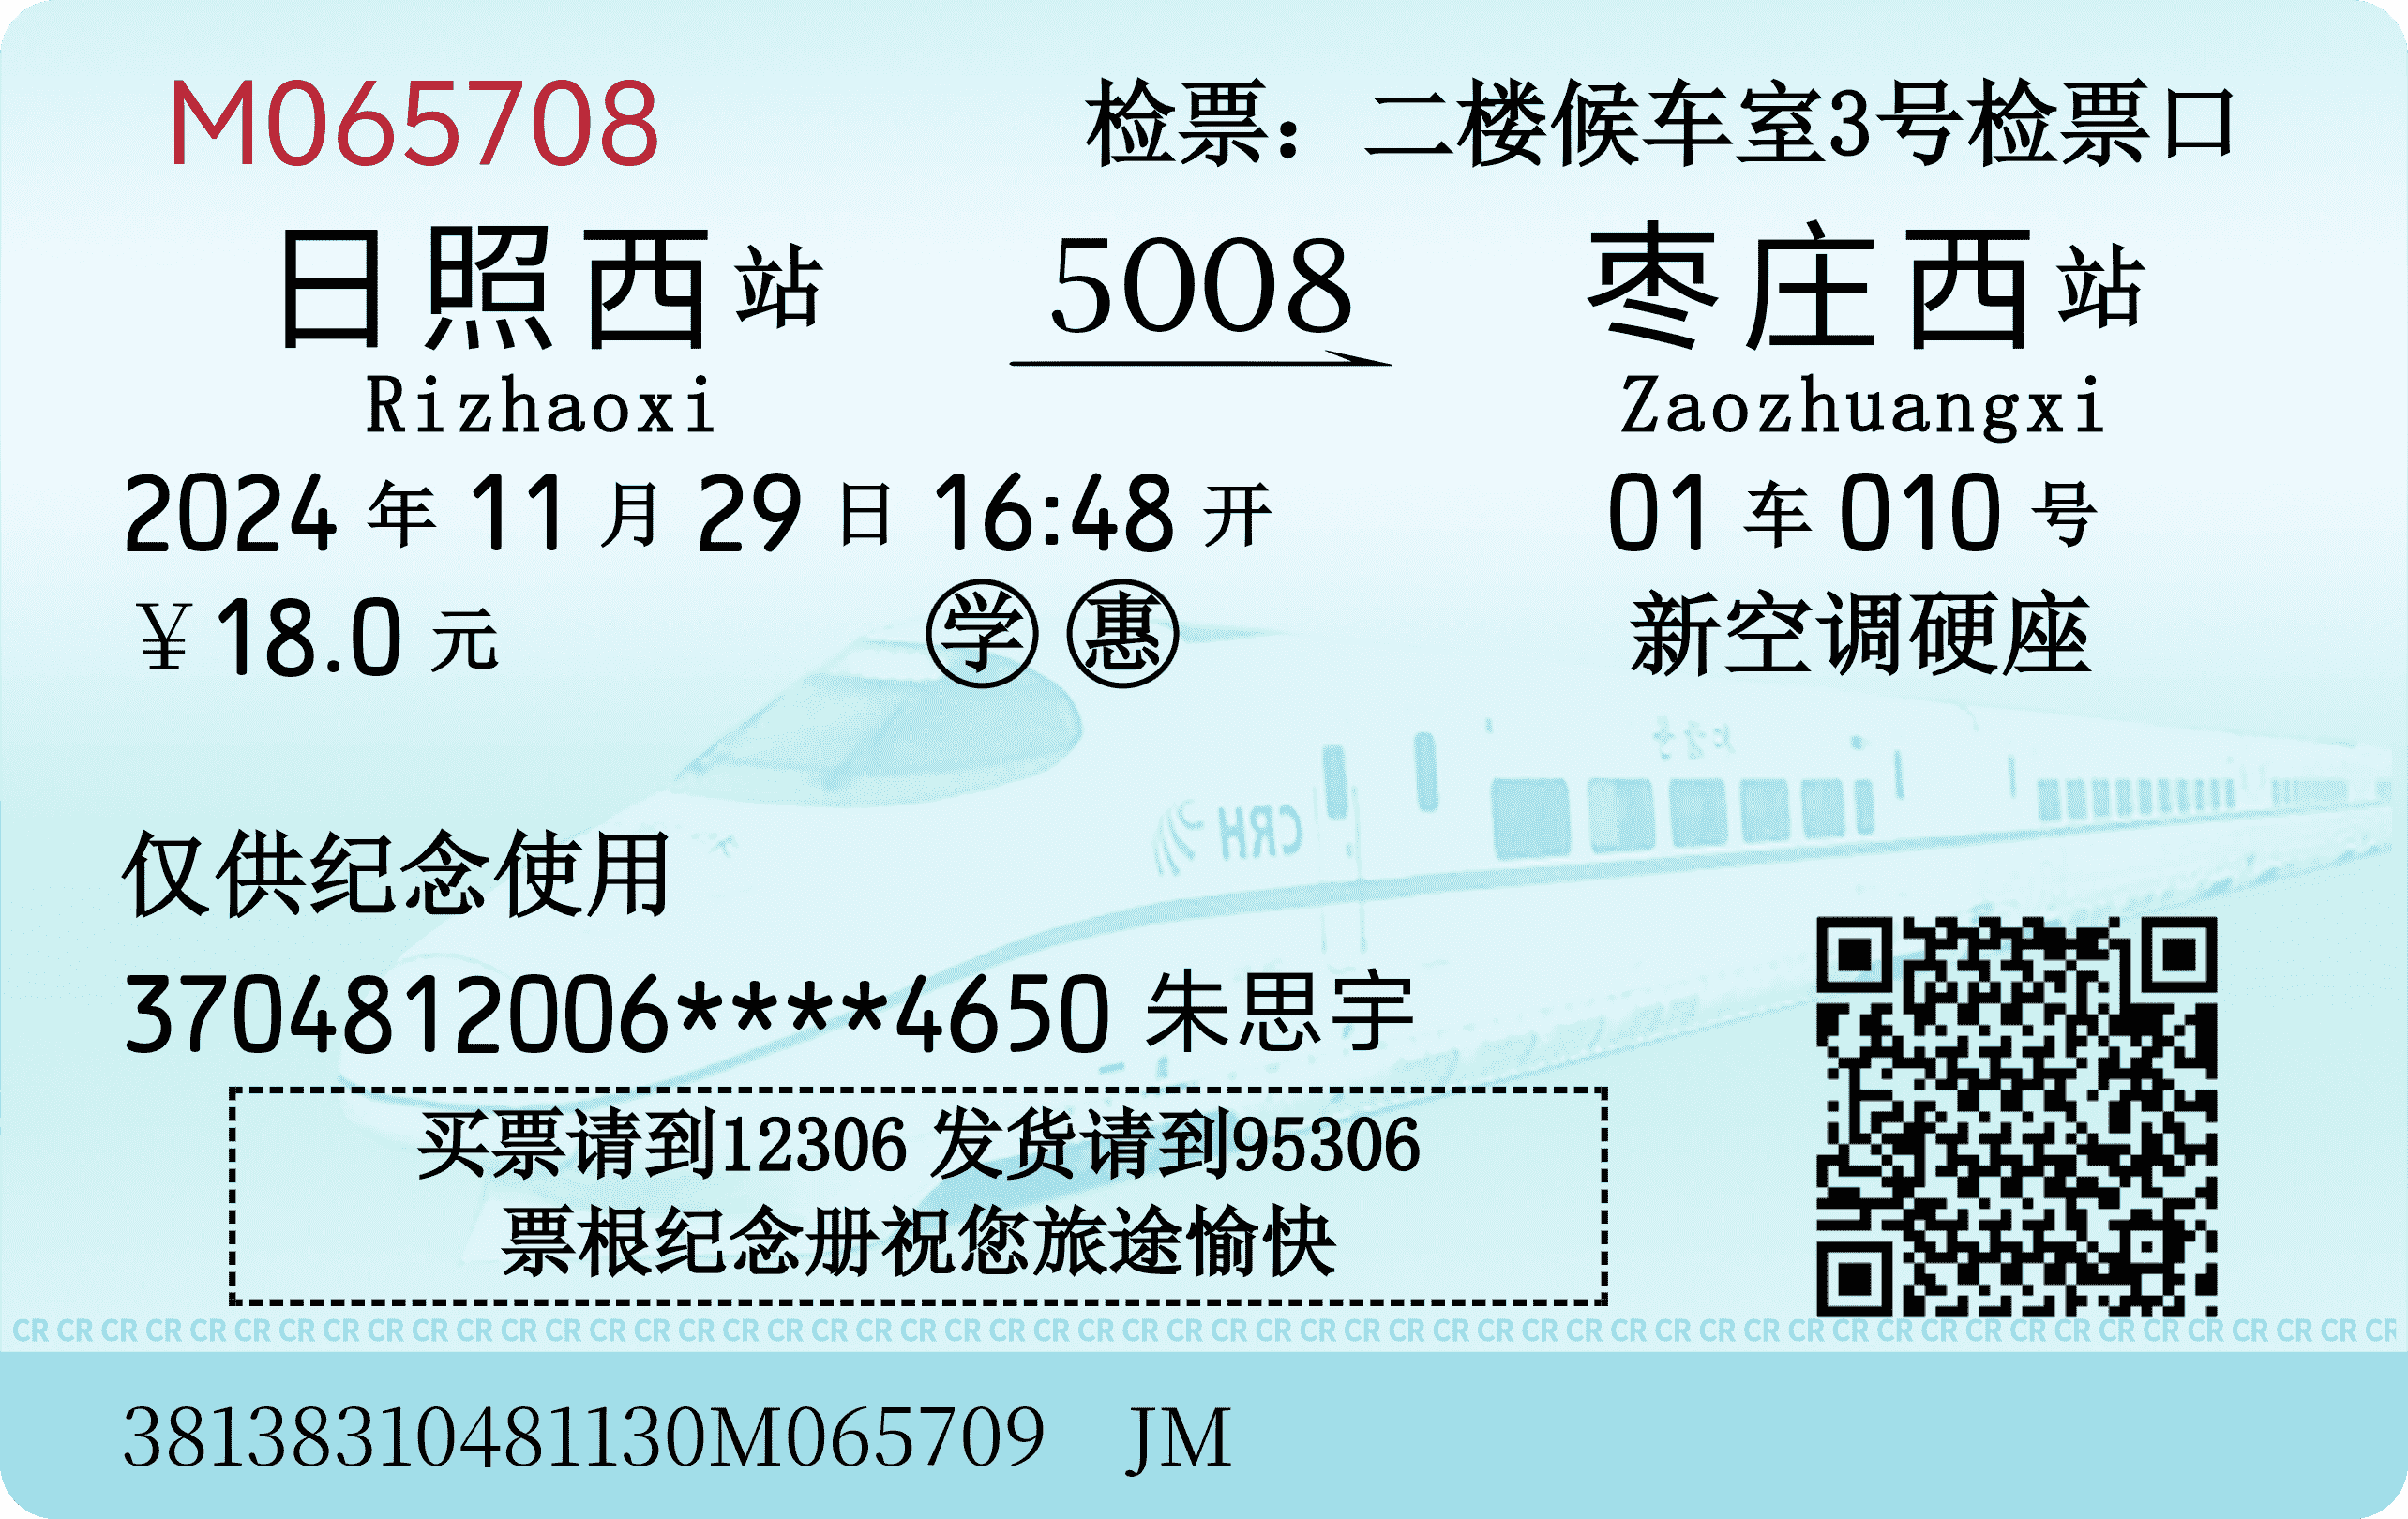 M065708 检票：二楼候车室3号检票口
日照西站 5008 枣庄西站
Rizhaoxi Zaozhuangxi
2024年11月29日16:48开 01车010号
￥18.0元 学 惠 新空调硬座
CRH
仅供纪念使用
3704812006****4650 朱思宇
买票请到12306 发货请到95306
票根纪念册祝您旅途愉快
CR CR CR CR CR CR CR CR CR CR CR CR CR CR CR CR CR CR CR CR CR CR CR CR CR CR CR CR CR CR CR CR CR CR CR CR CR CR CR CR CR CR CR CR CR CR CR CR CR CR CR CR CR CR
38138310481130M065709 JM